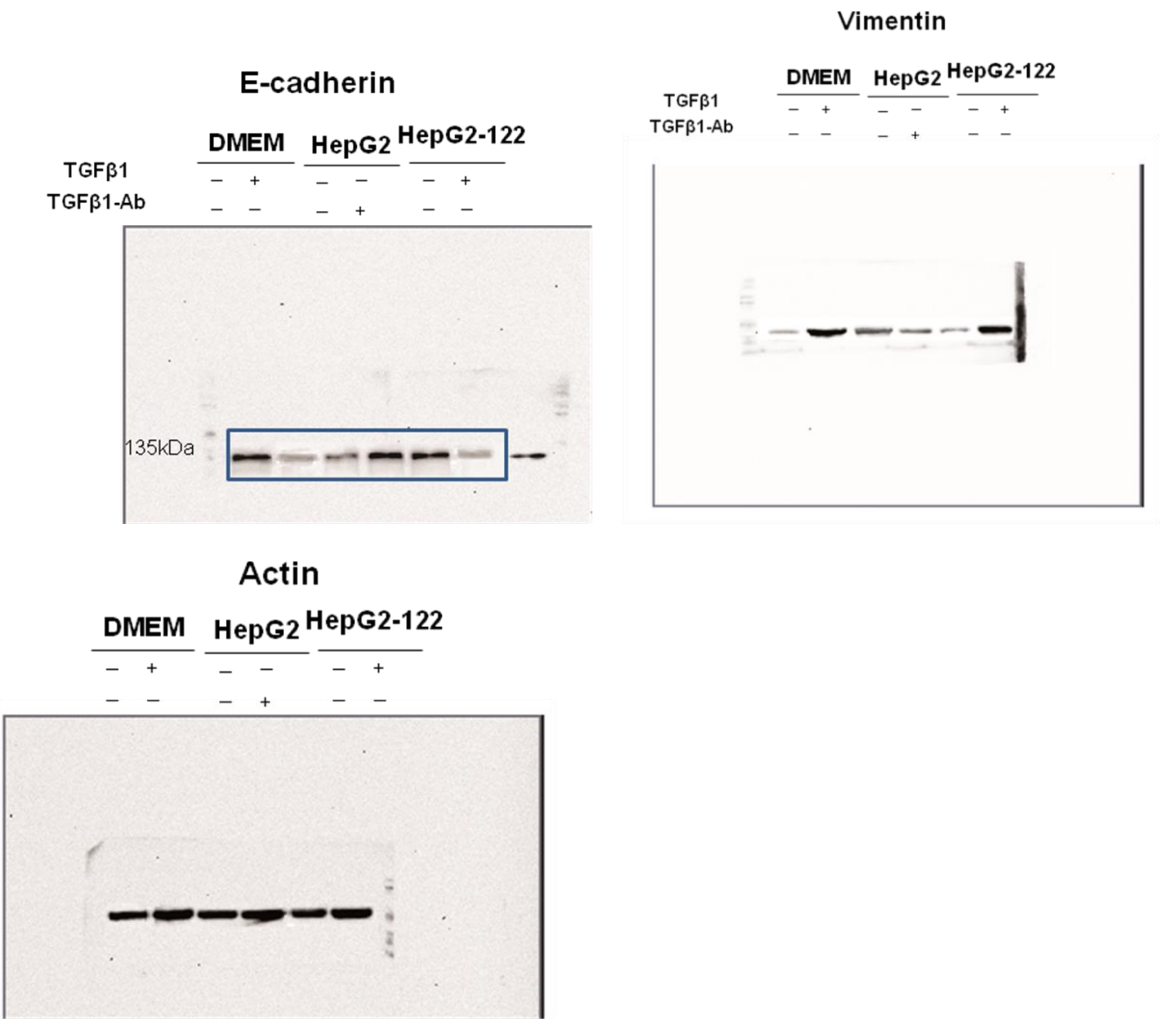 Vimentin
DMEM HepG2 HepG2-122
TGFβ1 – + – – – +
TGFβ1-Ab – – – + – –
E-cadherin
DMEM HepG2 HepG2-122
TGFβ1 – + – – – +
TGFβ1-Ab – – – + – –
135kDa
Actin
DMEM HepG2 HepG2-122
– + – – – +
– – – + – –